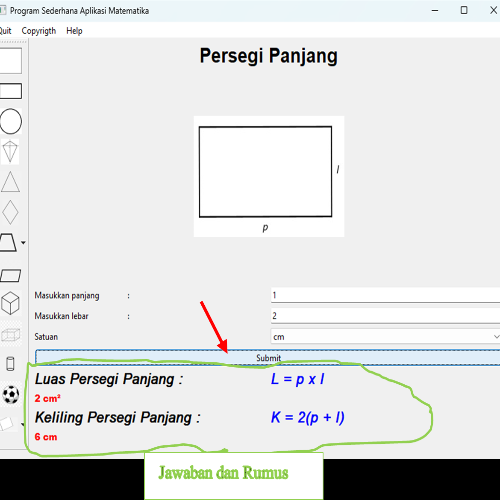 Program Sederhana Aplikasi Matematika
Quit Copyrigth Help
Persegi Panjang
l
p
Masukkan panjang : 1
Masukkan lebar : 2
Satuan cm
Submit
Luas Persegi Panjang : L = p x l
2 cm²
Keliling Persegi Panjang : K = 2(p + l)
6 cm
Jawaban dan Rumus